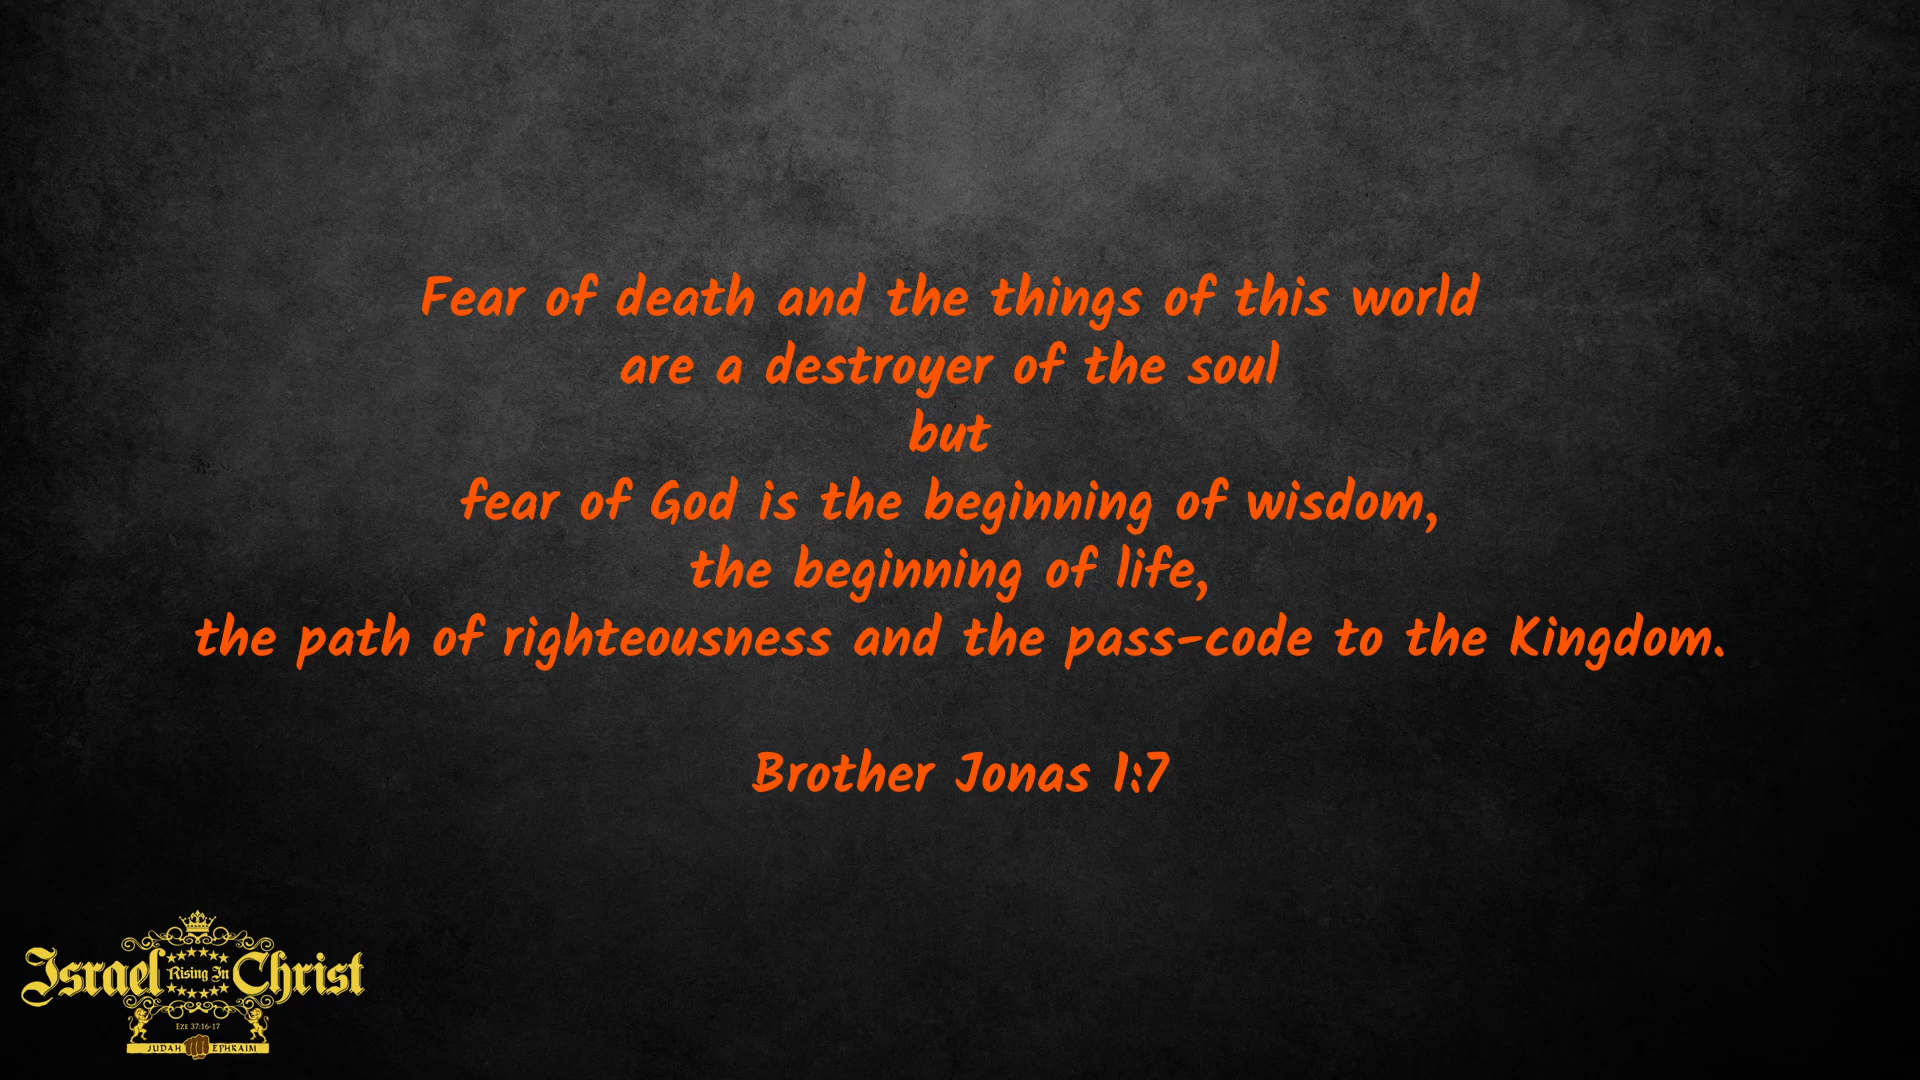 Fear of death and the things of this world
are a destroyer of the soul
but
fear of God is the beginning of wisdom,
the beginning of life,
the path of righteousness and the pass-code to the Kingdom.
Brother Jonas 1:7
Israel Rising In Christ
Eze 37:16-17
JUDAH EPHRAIM